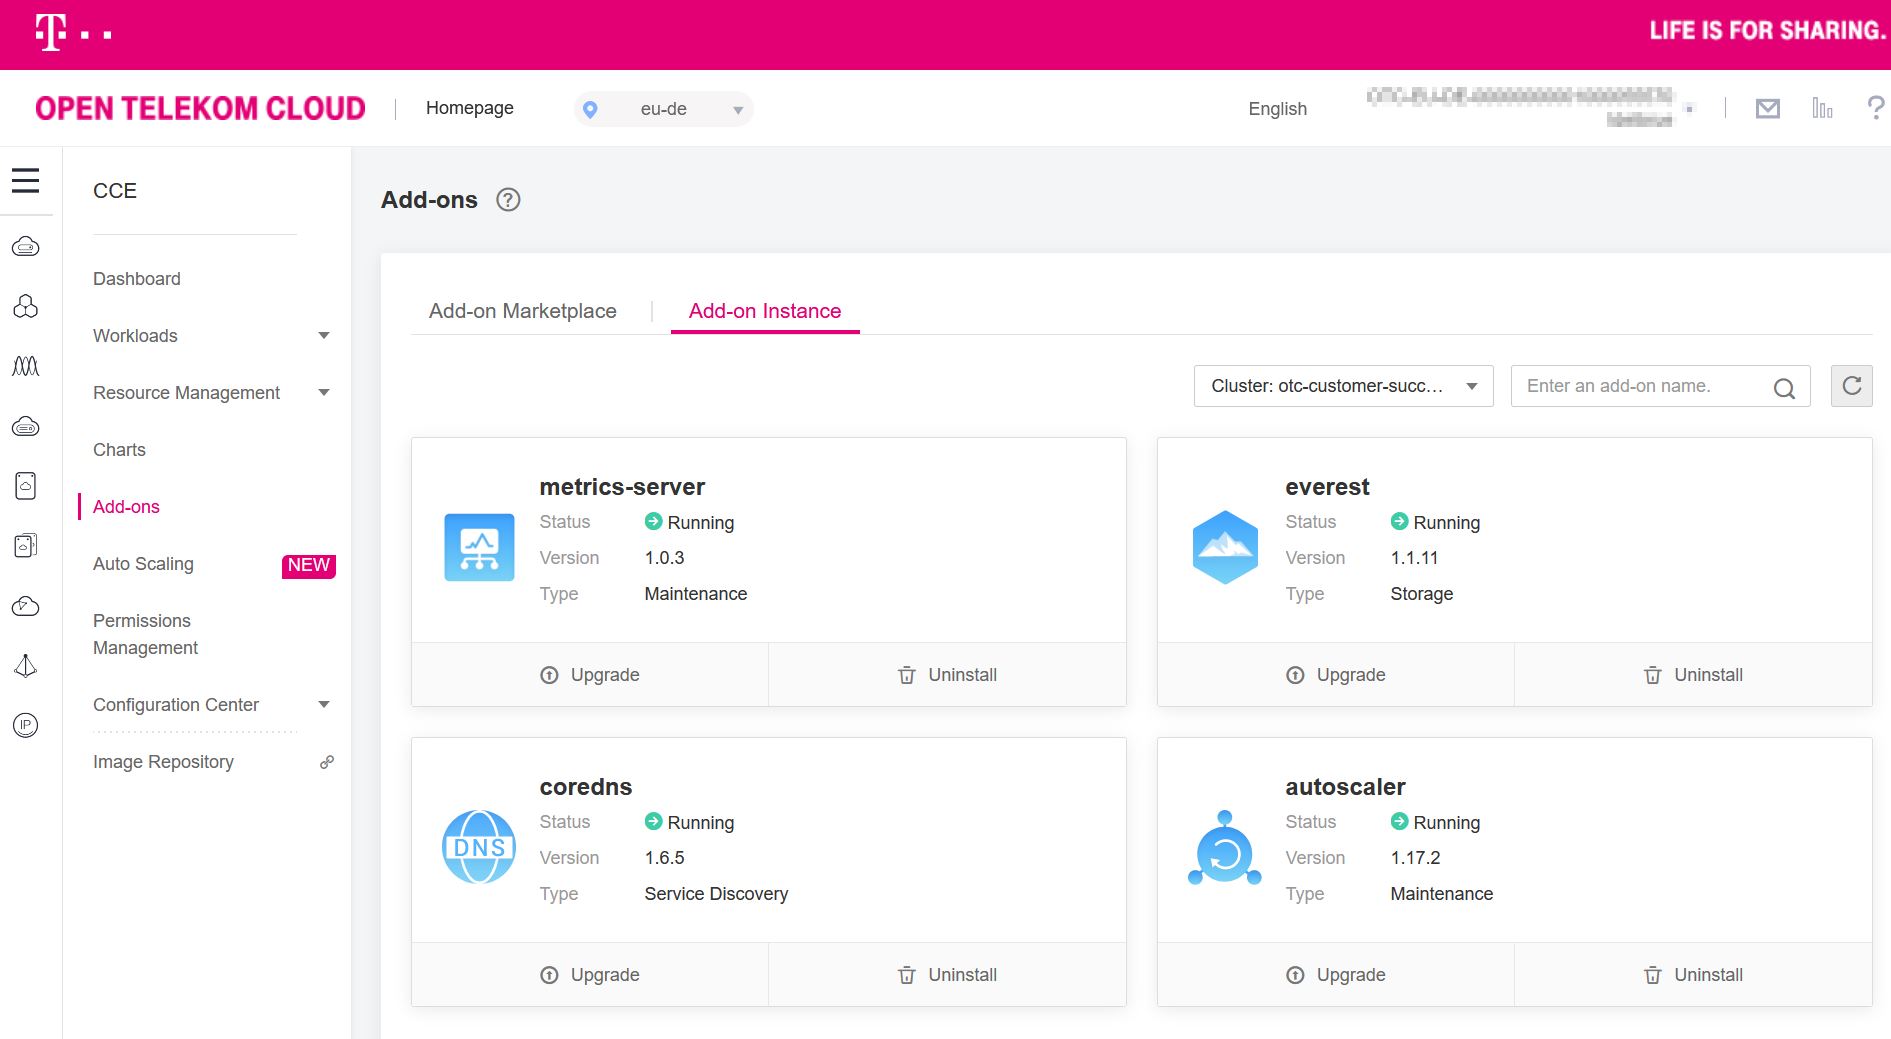 T
LIFE IS FOR SHARING.
OPEN TELEKOM CLOUD
Homepage
eu-de
English
CCE
Dashboard
Workloads
Resource Management
Charts
Add-ons
Auto Scaling
NEW
Permissions
Management
Configuration Center
Image Repository
IP
Add-ons ?
Add-on Marketplace
Add-on Instance
Cluster: otc-customer-succ...
Enter an add-on name.
metrics-server
Status Running
Version 1.0.3
Type Maintenance
Upgrade
Uninstall
everest
Status Running
Version 1.1.11
Type Storage
Upgrade
Uninstall
DNS
coredns
Status Running
Version 1.6.5
Type Service Discovery
Upgrade
Uninstall
autoscaler
Status Running
Version 1.17.2
Type Maintenance
Upgrade
Uninstall